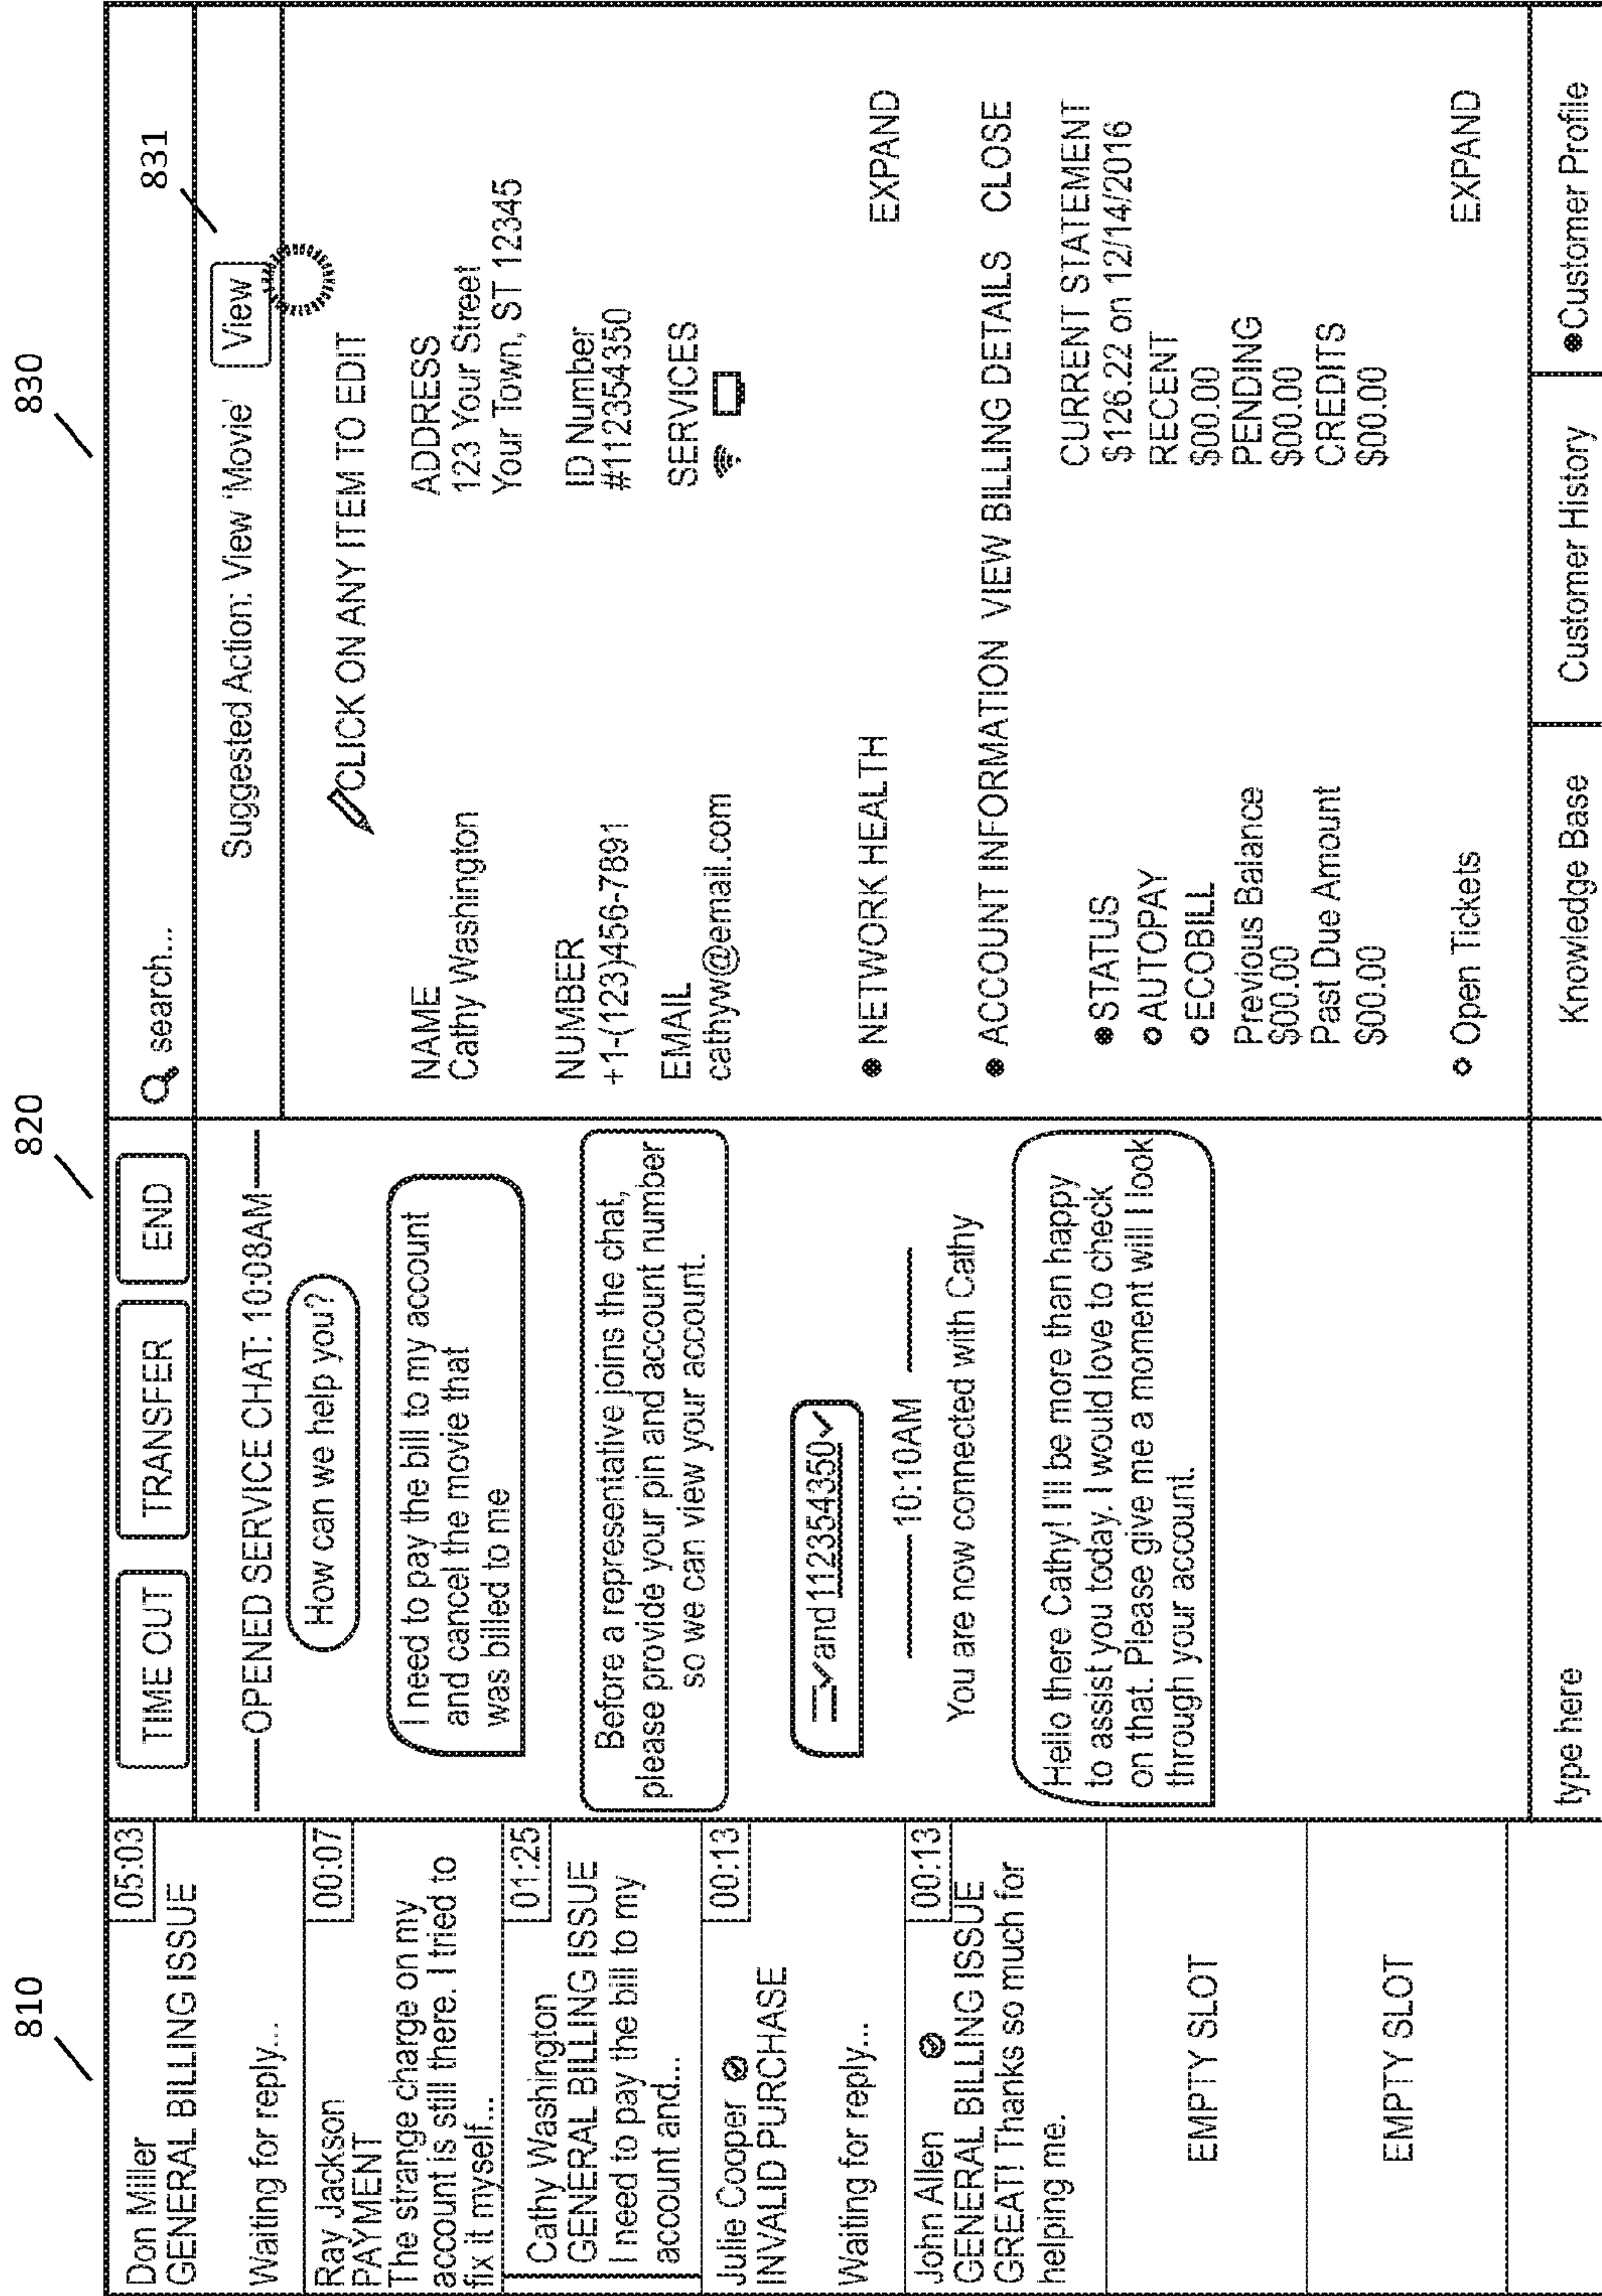 810
820
830
831
Don Miller
05:03
GENERAL BILLING ISSUE
Waiting for reply...
Ray Jackson
00:07
PAYMENT
The strange charge on my
account is still there. I tried to
fix it myself...
Cathy Washington
01:25
GENERAL BILLING ISSUE
I need to pay the bill to my
account and...
Julie Cooper
00:13
INVALID PURCHASE
Waiting for reply...
John Allen
00:13
GENERAL BILLING ISSUE
GREAT! Thanks so much for
helping me.
EMPTY SLOT
EMPTY SLOT
TIME OUT
TRANSFER
END
OPENED SERVICE CHAT: 10:08AM
How can we help you?
I need to pay the bill to my account
and cancel the movie that
was billed to me
Before a representative joins the chat,
please provide your pin and account number
so we can view your account.
and 112354350
10:10AM
You are now connected with Cathy
Hello there Cathy! I'll be more than happy
to assist you today. I would love to check
on that. Please give me a moment will I look
through your account.
type here
search...
Suggested Action: View 'Movie'
View
CLICK ON ANY ITEM TO EDIT
NAME
Cathy Washington
ADDRESS
123 Your Street
Your Town, ST 12345
NUMBER
+1-(123)456-7891
ID Number
#112354350
EMAIL
cathyw@email.com
SERVICES
NETWORK HEALTH
EXPAND
ACCOUNT INFORMATION VIEW BILLING DETAILS CLOSE
STATUS
AUTOPAY
ECOBILL
Previous Balance
$00.00
Past Due Amount
$00.00
CURRENT STATEMENT
$126.22 on 12/14/2016
RECENT
$00.00
PENDING
$00.00
CREDITS
$00.00
Open Tickets
EXPAND
Knowledge Base
Customer History
Customer Profile